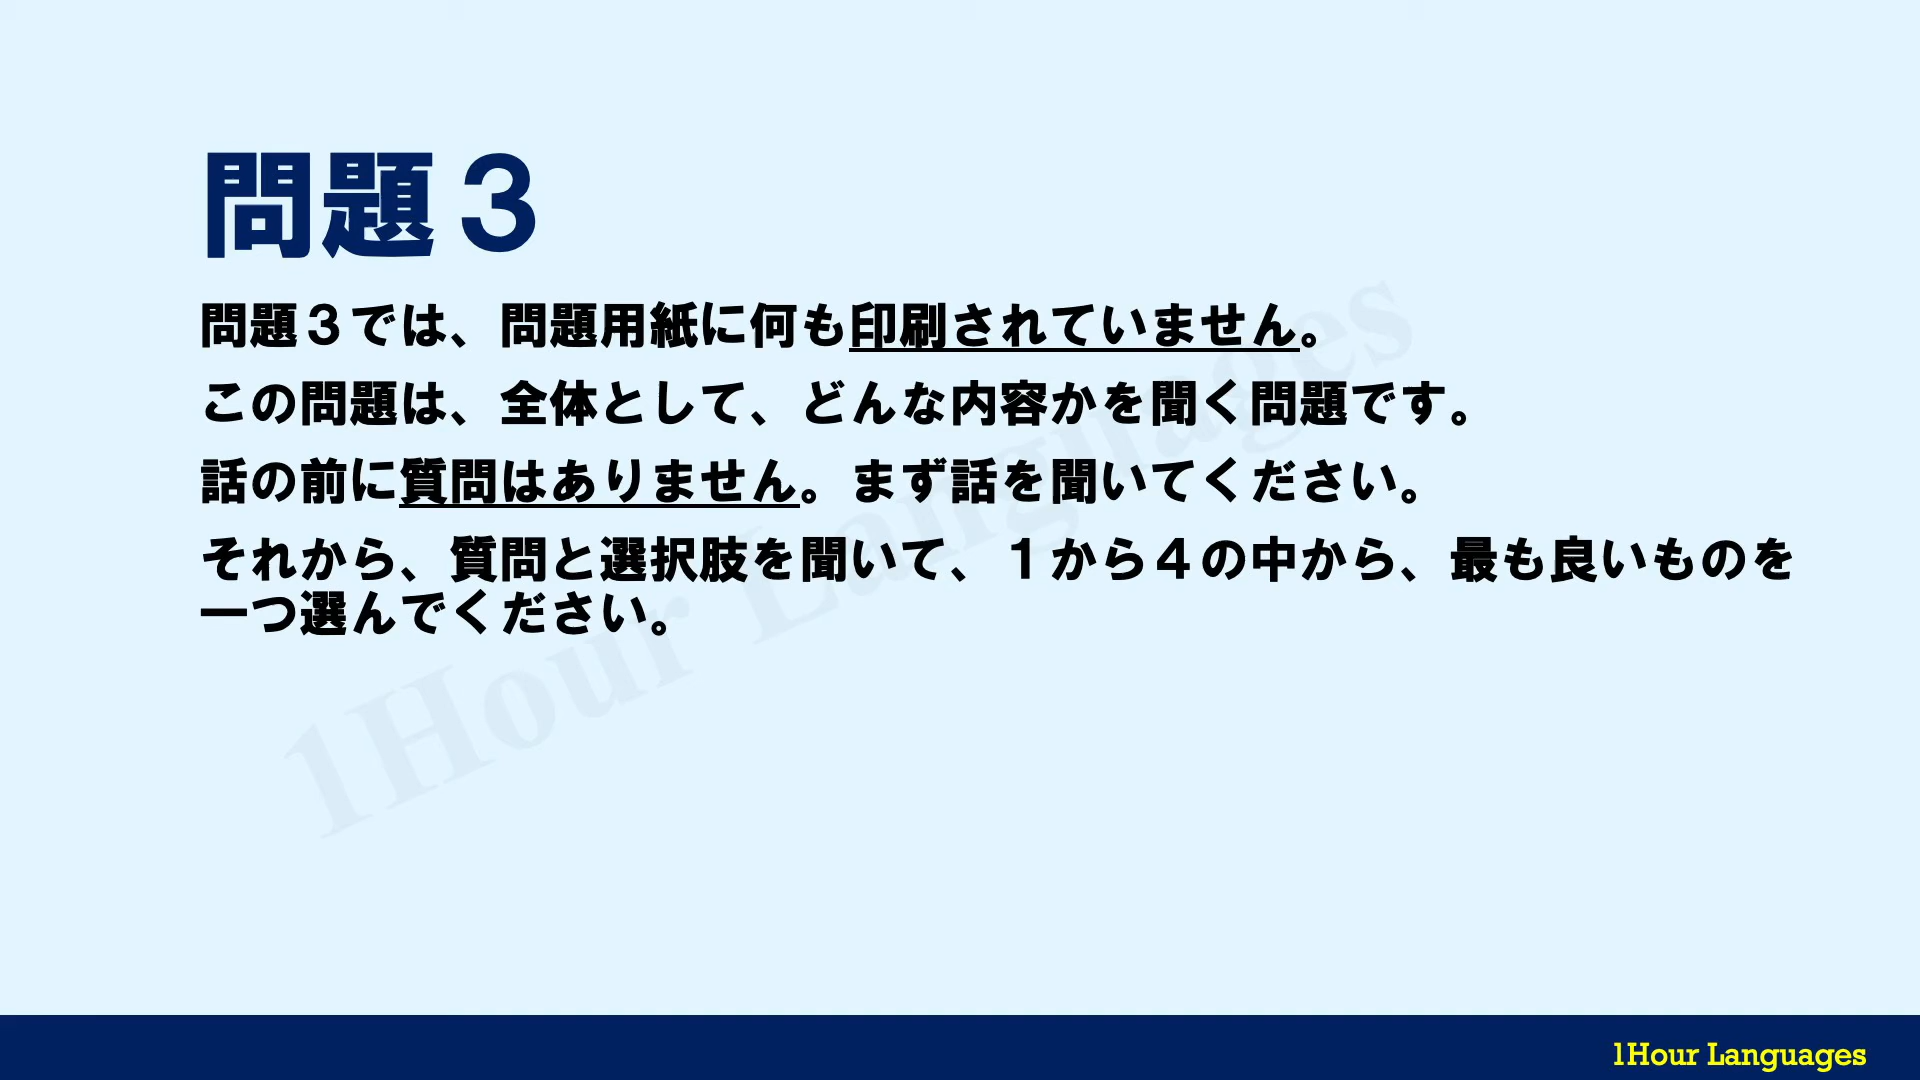 問題３
問題３では、問題用紙に何も印刷されていません。
この問題は、全体として、どんな内容かを聞く問題です。
話の前に質問はありません。まず話を聞いてください。
それから、質問と選択肢を聞いて、１から４の中から、最も良いものを
一つ選んでください。
1Hour Languages
1Hour Languages